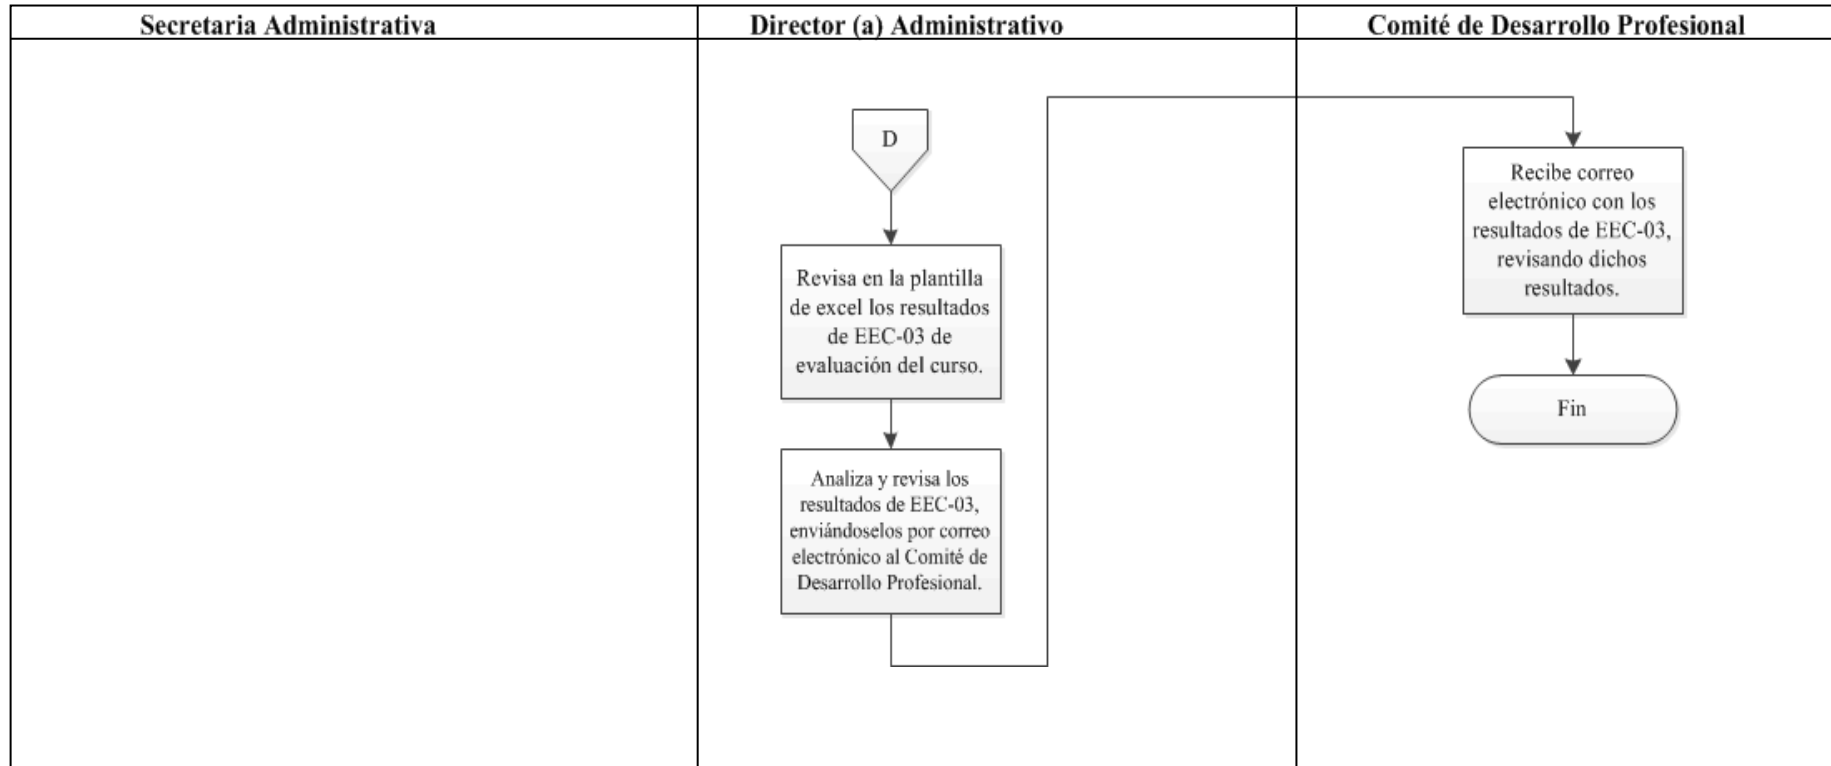 Secretaria Administrativa
Director (a) Administrativo
Comité de Desarrollo Profesional
D
Revisa en la plantilla
de excel los resultados
de EEC-03 de
evaluación del curso.
Analiza y revisa los
resultados de EEC-03,
enviándoselos por correo
electrónico al Comité de
Desarrollo Profesional.
Recibe correo
electrónico con los
resultados de EEC-03,
revisando dichos
resultados.
Fin